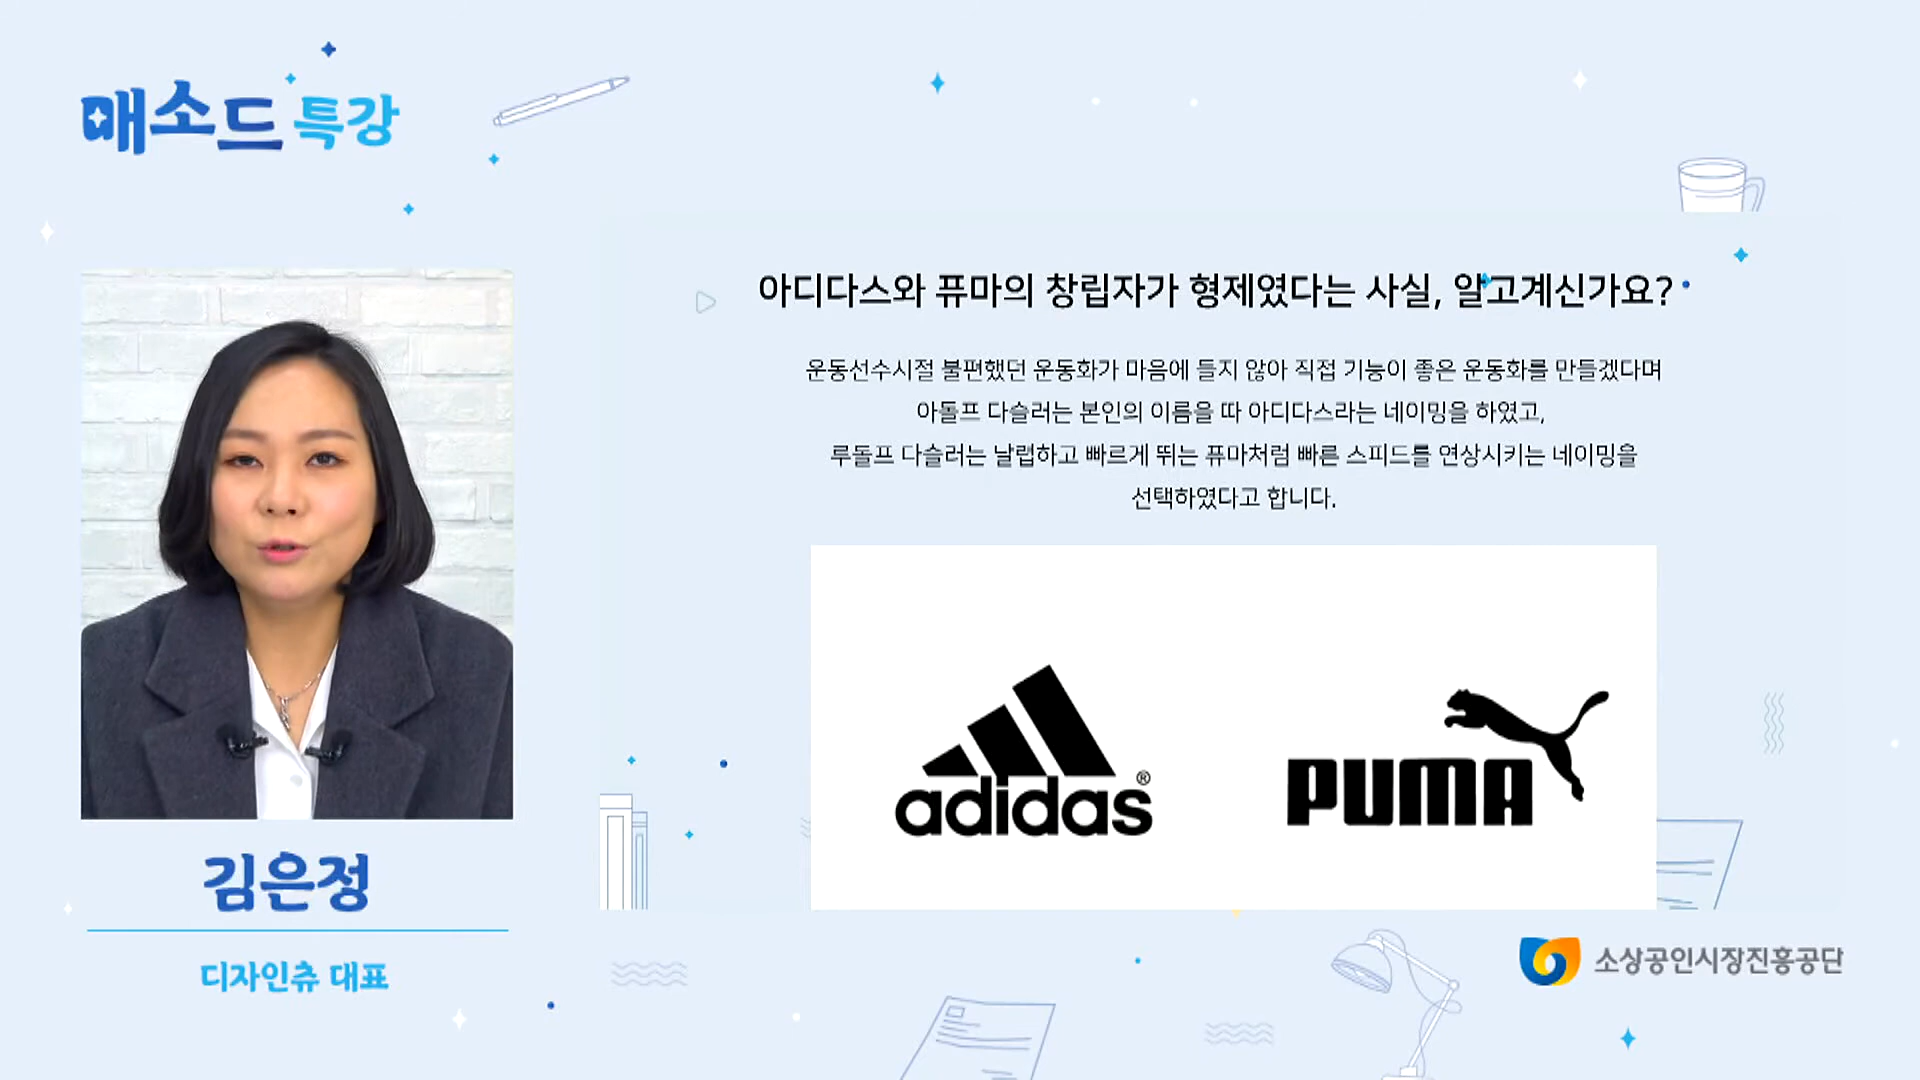 매소드 특강
아디다스와 퓨마의 창립자가 형제였다는 사실, 알고계신가요?
운동선수시절 불편했던 운동화가 마음에 들지 않아 직접 기능이 좋은 운동화를 만들겠다며
아돌프 다슬러는 본인의 이름을 따 아디다스라는 네이밍을 하였고,
루돌프 다슬러는 날렵하고 빠르게 뛰는 퓨마처럼 빠른 스피드를 연상시키는 네이밍을
선택하였다고 합니다.
adidas®
PUMA
김은정
디자인츄 대표
소상공인시장진흥공단